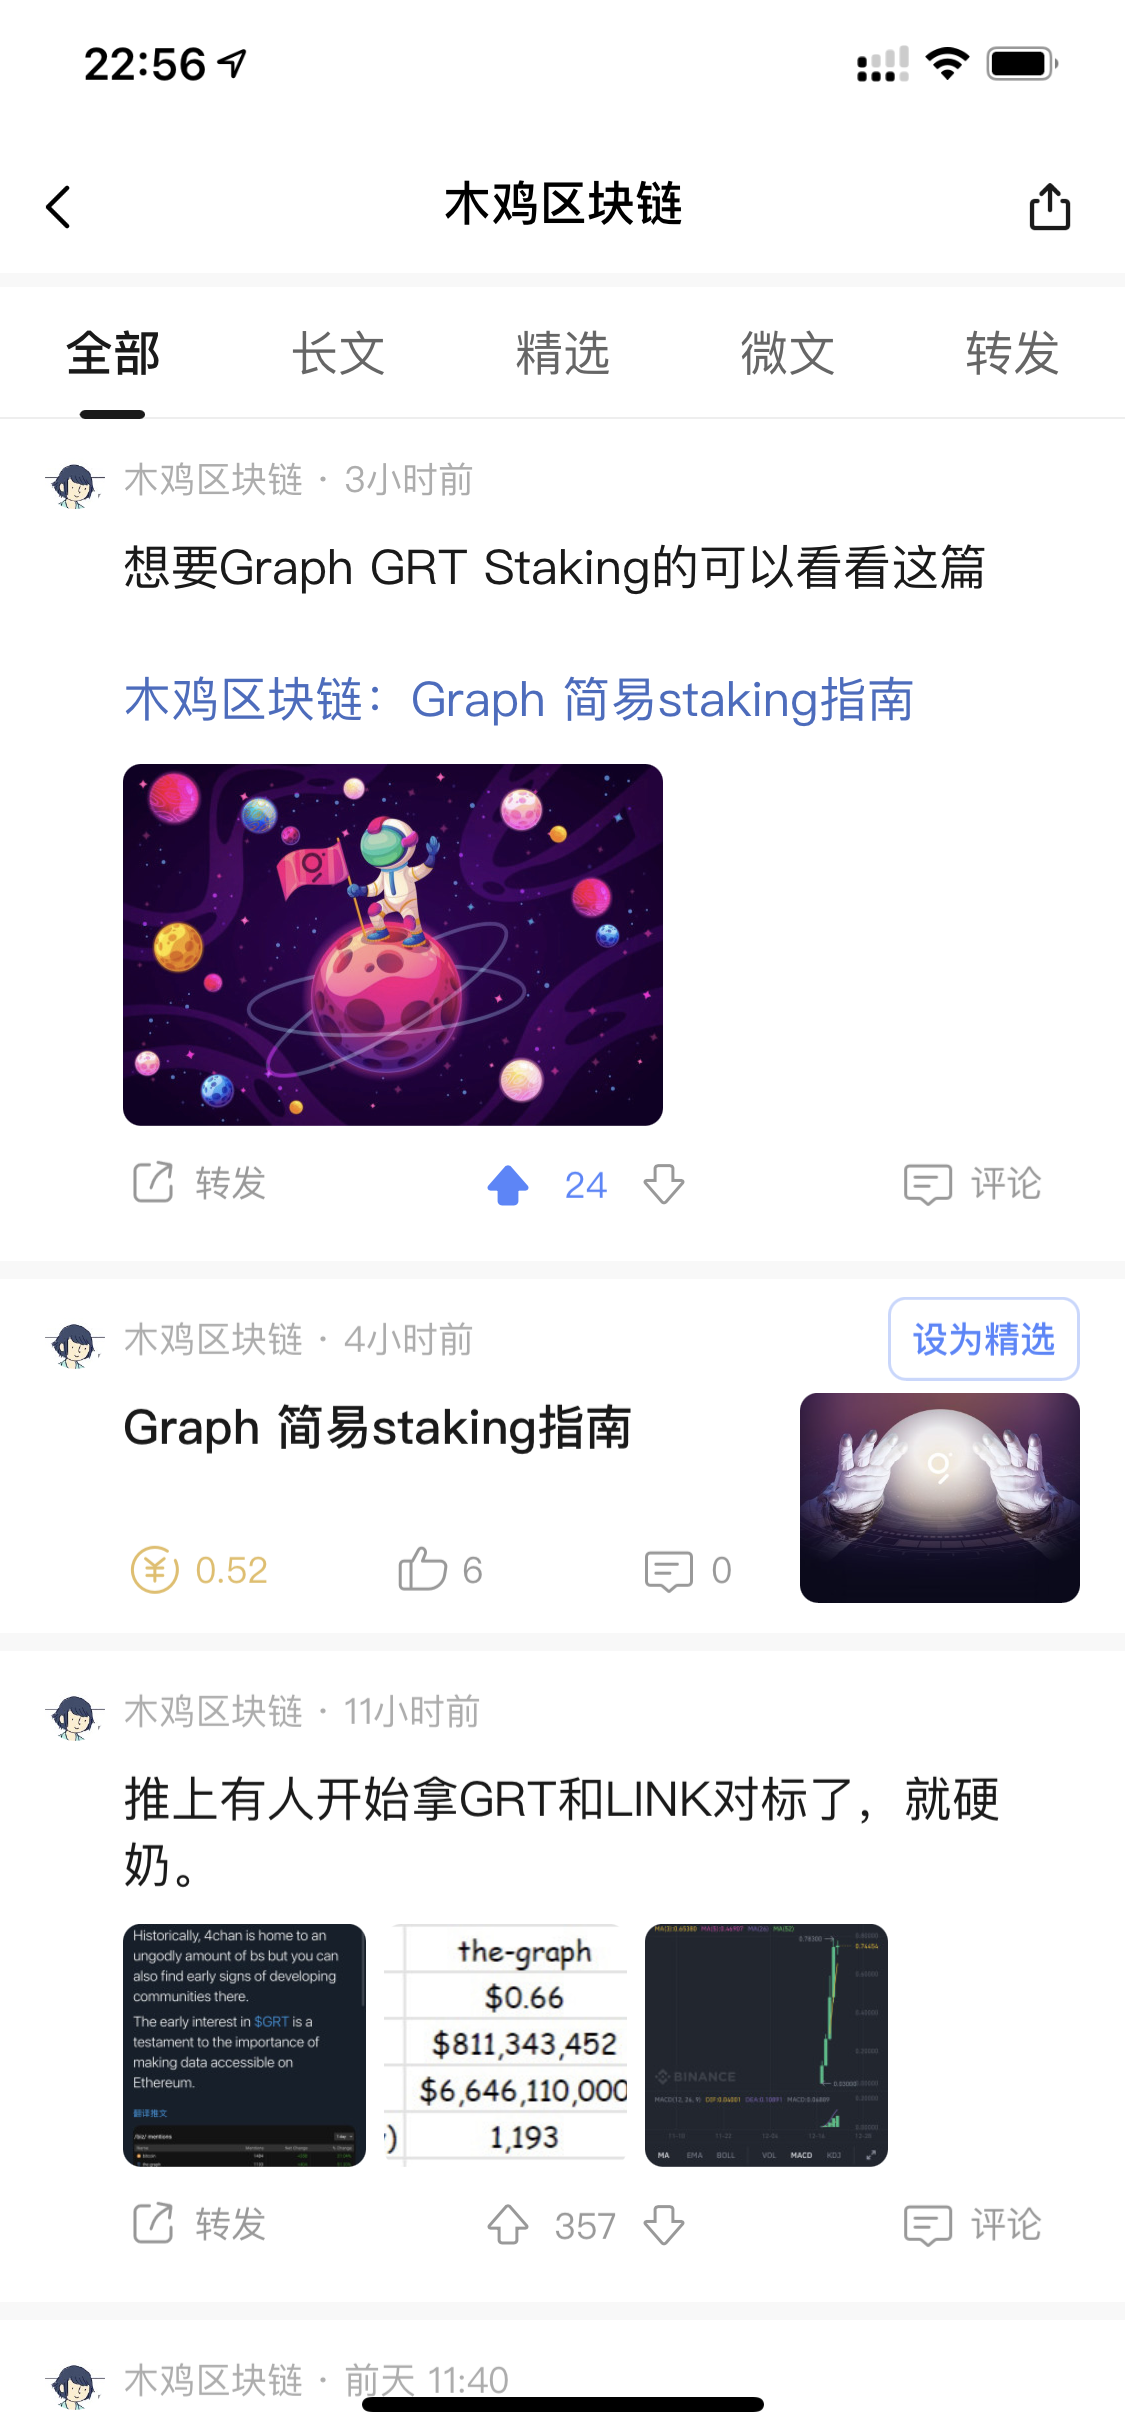 22:56
木鸡区块链
全部 长文 精选 微文 转发
木鸡区块链 · 3小时前
想要Graph GRT Staking的可以看看这篇
木鸡区块链：Graph 简易staking指南
转发 24 评论
木鸡区块链 · 4小时前
设为精选
Graph 简易staking指南
0.52 6 0
木鸡区块链 · 11小时前
推上有人开始拿GRT和LINK对标了，就硬
奶。
Historically, 4chan is home to an
ungodly amount of bs but you can
also find early signs of developing
communities there.
The early interest in $GRT is a
testament to the importance of
making data accessible on
Ethereum.
翻译推文
/biz/ mentions
the-graph
$0.66
$811,343,452
$6,646,110,000
1,193
BINANCE
MA EMA BOLL VOL MACD KDJ
转发 357 评论
木鸡区块链 · 前天 11:40